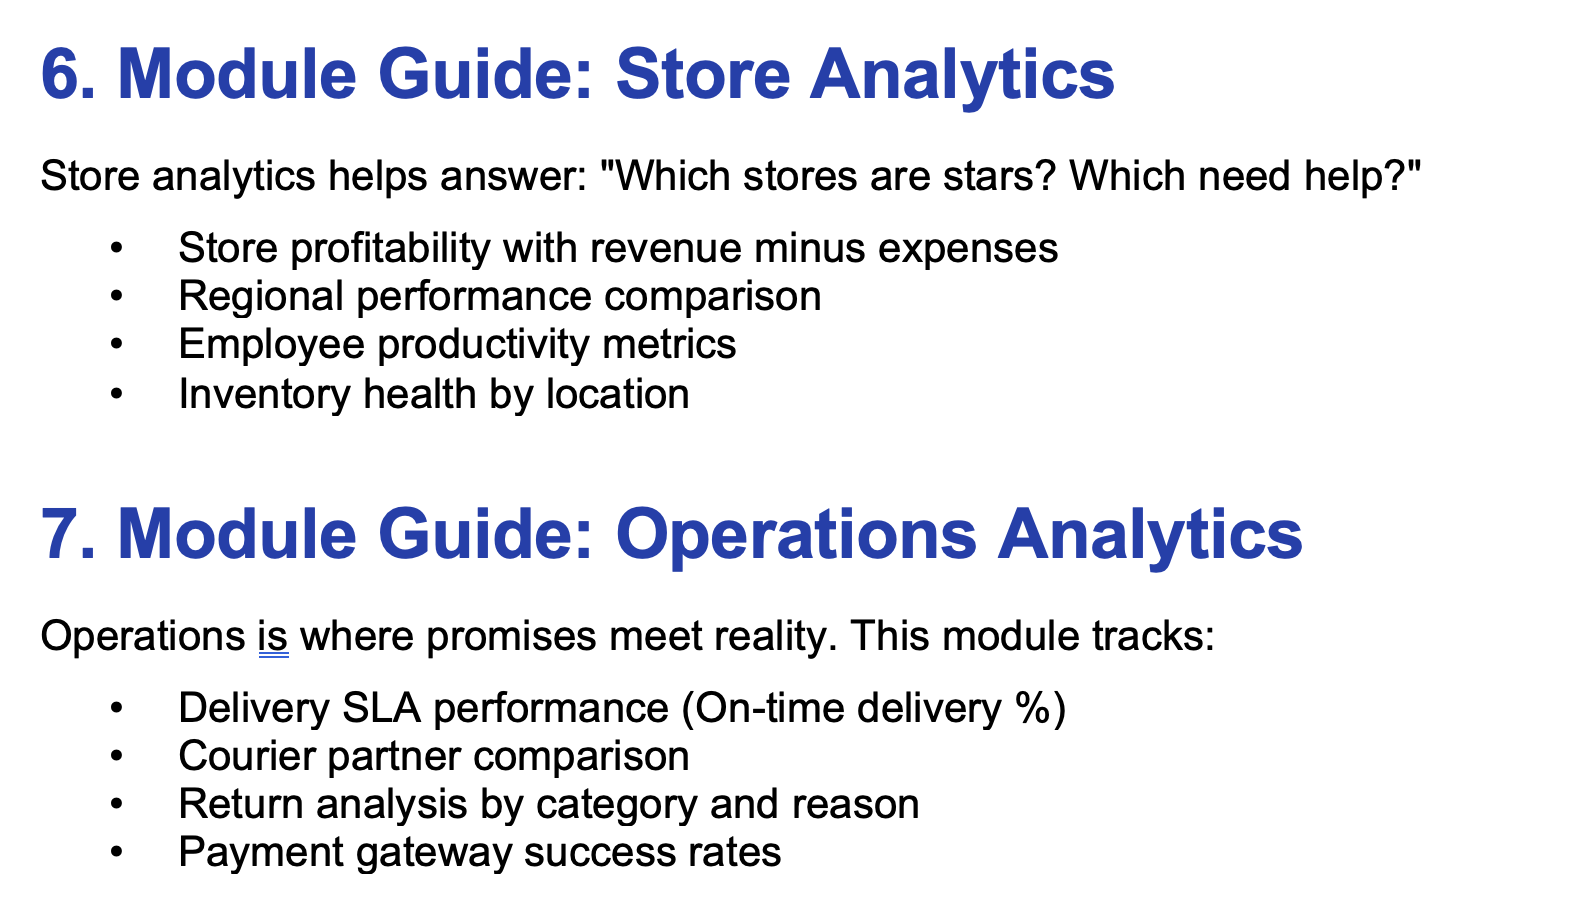 6. Module Guide: Store Analytics
Store analytics helps answer: "Which stores are stars? Which need help?"
• Store profitability with revenue minus expenses
• Regional performance comparison
• Employee productivity metrics
• Inventory health by location
7. Module Guide: Operations Analytics
Operations is where promises meet reality. This module tracks:
• Delivery SLA performance (On-time delivery %)
• Courier partner comparison
• Return analysis by category and reason
• Payment gateway success rates